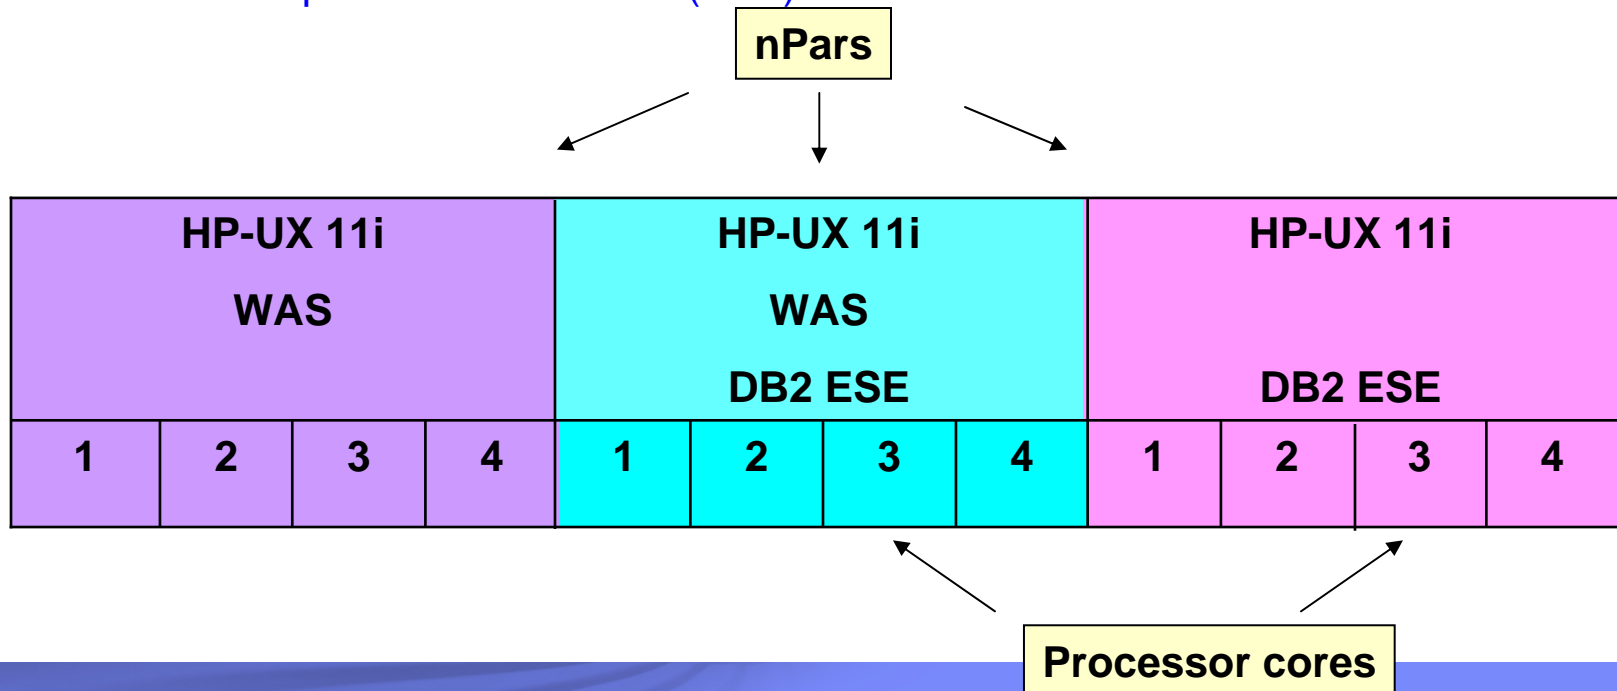 nPars
HP-UX 11i HP-UX 11i HP-UX 11i
WAS WAS
DB2 ESE DB2 ESE
1 2 3 4 1 2 3 4 1 2 3 4
Processor cores